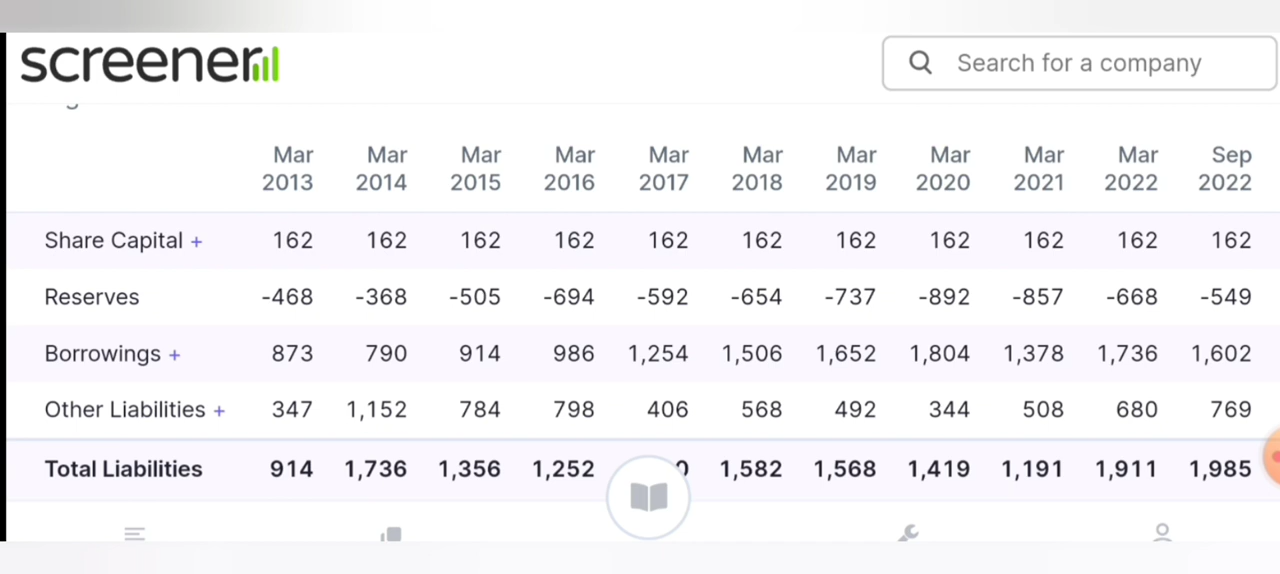 screener
Search for a company
Mar Mar Mar Mar Mar Mar Mar Mar Mar Mar Sep
2013 2014 2015 2016 2017 2018 2019 2020 2021 2022 2022
Share Capital + 162 162 162 162 162 162 162 162 162 162 162
Reserves -468 -368 -505 -694 -592 -654 -737 -892 -857 -668 -549
Borrowings + 873 790 914 986 1,254 1,506 1,652 1,804 1,378 1,736 1,602
Other Liabilities + 347 1,152 784 798 406 568 492 344 508 680 769
Total Liabilities 914 1,736 1,356 1,252 1,582 1,568 1,419 1,191 1,911 1,985